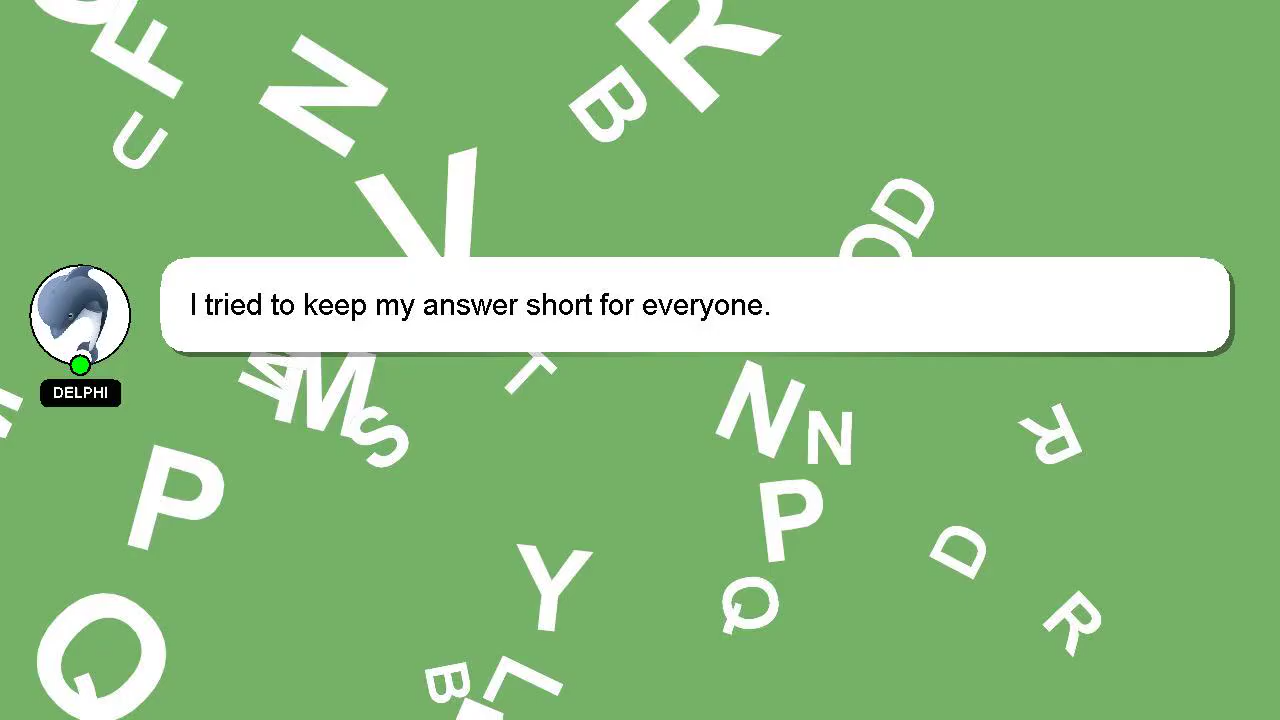 I tried to keep my answer short for everyone.
DELPHI
F
U
N
B
R
V
D
O
M
M
S
T
N
N
R
P
P
D
Y
Q
Q
R
B
L